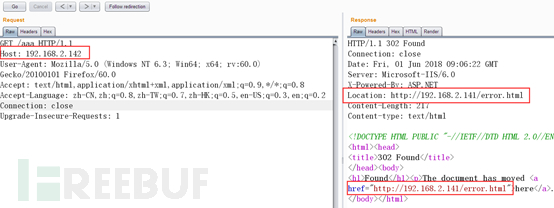 Go
Cancel
< | ▼
> | ▼
Follow redirection
Request
Raw
Headers
Hex
GET /aaa HTTP/1.1
Host: 192.168.2.142
User-Agent: Mozilla/5.0 (Windows NT 6.3; Win64; x64; rv:60.0)
Gecko/20100101 Firefox/60.0
Accept: text/html,application/xhtml+xml,application/xml;q=0.9,*/*;q=0.8
Accept-Language: zh-CN,zh;q=0.8,zh-TW;q=0.7,zh-HK;q=0.5,en-US;q=0.3,en;q=0.2
Connection: close
Upgrade-Insecure-Requests: 1
Response
Raw
Headers
Hex
HTML
Render
HTTP/1.1 302 Found
Connection: close
Date: Fri, 01 Jun 2018 09:06:22 GMT
Server: Microsoft-IIS/6.0
X-Powered-By: ASP.NET
Location: http://192.168.2.141/error.html
Content-Length: 217
Content-type: text/html
<!DOCTYPE HTML PUBLIC "-//IETF//DTD HTML 2.0//EN
<html><head>
<title>302 Found</title>
</head><body>
<h1>Found</h1><p>The document has moved <a
href="http://192.168.2.141/error.html">here</a>.
</body></html>
FREEBUF